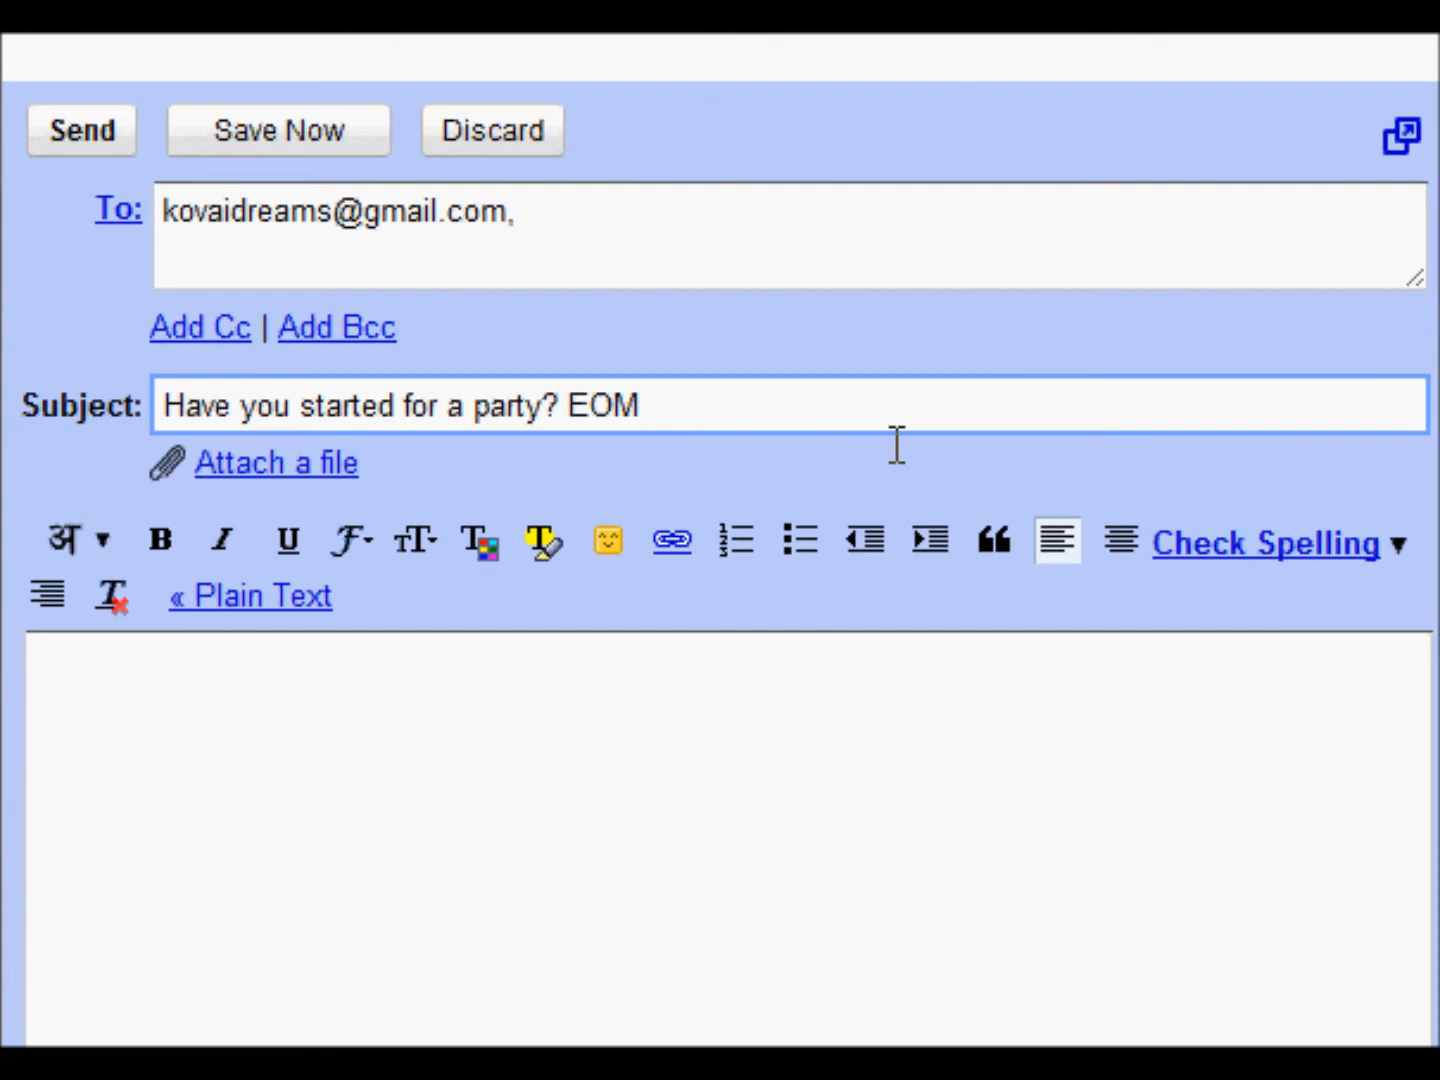 Send Save Now Discard
To: kovaidreams@gmail.com,
Add Cc | Add Bcc
Subject: Have you started for a party? EOM
Attach a file
अ B I U F TT T T Check Spelling
T « Plain Text